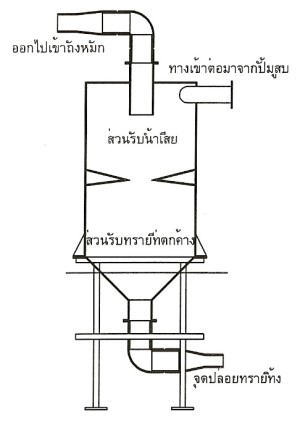 ออกไปเข้าถังหมัก
ทางเข้าต่อมาจากปั๊มสูบ
ส่วนรับน้ำเสีย
ส่วนรับทรายที่ตกค้าง
จุดปล่อยทรายทิ้ง